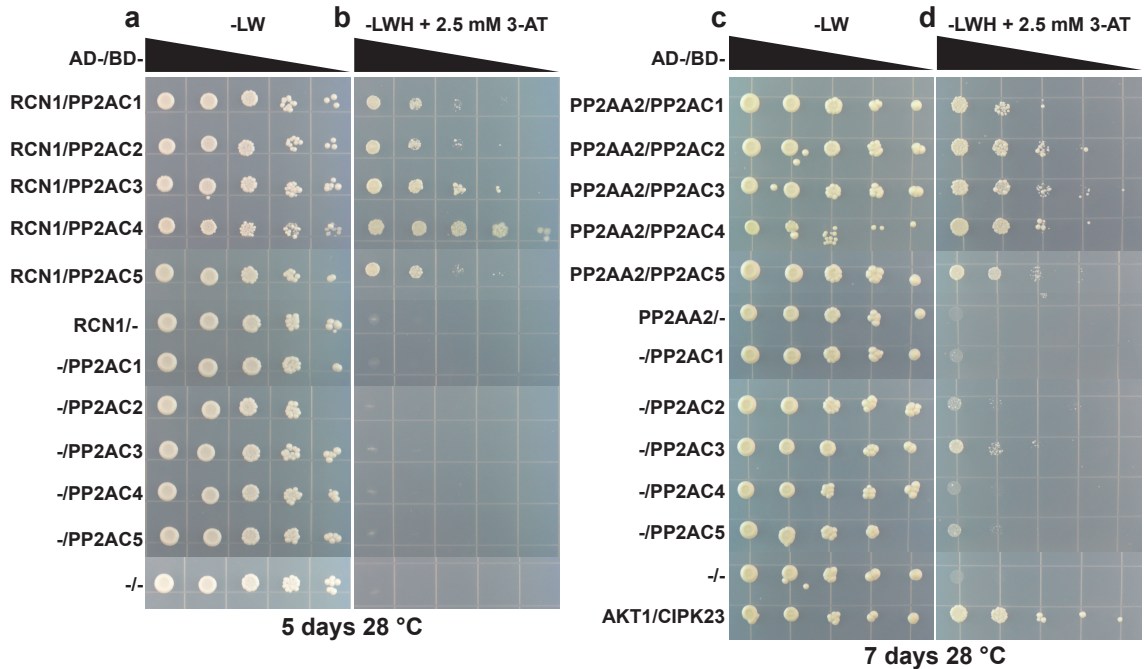 a
-LW
b
-LWH + 2.5 mM 3-AT
AD-/BD-
RCN1/PP2AC1
RCN1/PP2AC2
RCN1/PP2AC3
RCN1/PP2AC4
RCN1/PP2AC5
RCN1/-
-/PP2AC1
-/PP2AC2
-/PP2AC3
-/PP2AC4
-/PP2AC5
-/-
5 days 28 °C
c
-LW
d
-LWH + 2.5 mM 3-AT
AD-/BD-
PP2AA2/PP2AC1
PP2AA2/PP2AC2
PP2AA2/PP2AC3
PP2AA2/PP2AC4
PP2AA2/PP2AC5
PP2AA2/-
-/PP2AC1
-/PP2AC2
-/PP2AC3
-/PP2AC4
-/PP2AC5
-/-
AKT1/CIPK23
7 days 28 °C